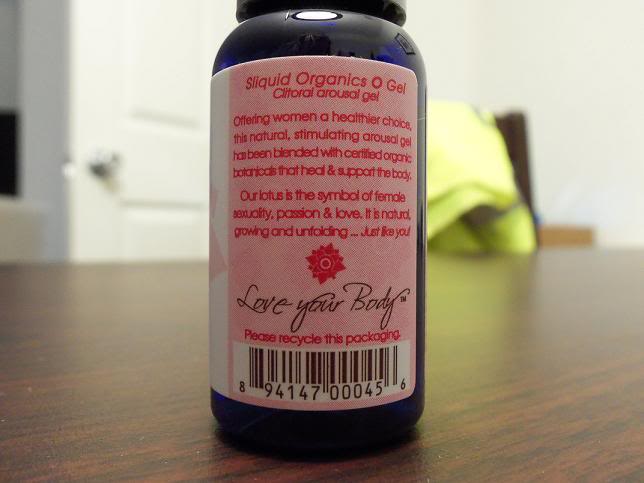 Sliquid Organics O Gel
Clitoral arousal gel
Offering women a healthier choice,
this natural, stimulating arousal gel
has been blended with certified organic
botanicals that heal & support the body.
Our lotus is the symbol of female
sexuality, passion & love. It is natural,
growing and unfolding ... Just like you!
Love your Body™
Please recycle this packaging.
8 94147 00045 6